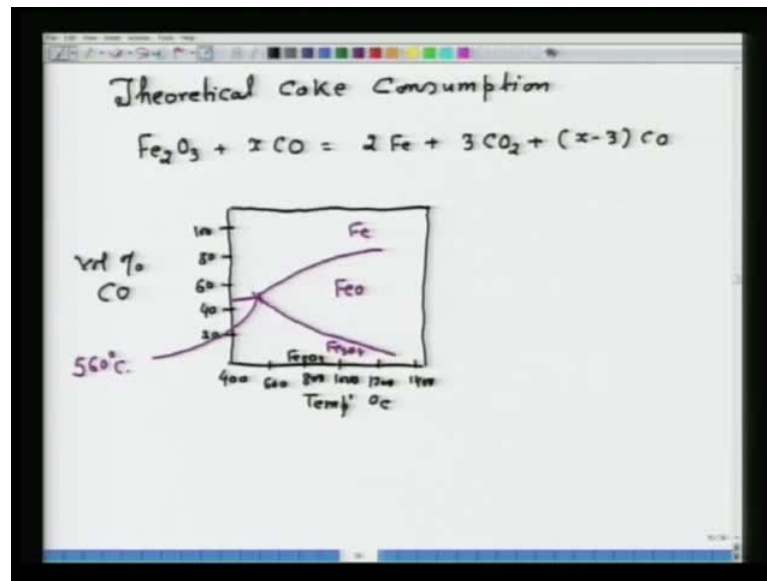 Theoretical Coke Consumption
Fe2O3 + x CO = 2 Fe + 3 CO2 + (x-3) CO
vol %
CO
100
80
60
40
20
Fe
FeO
Fe3O4
Fe2O3
560°C.
400 600 800 1000 1200 1400
Temp °C